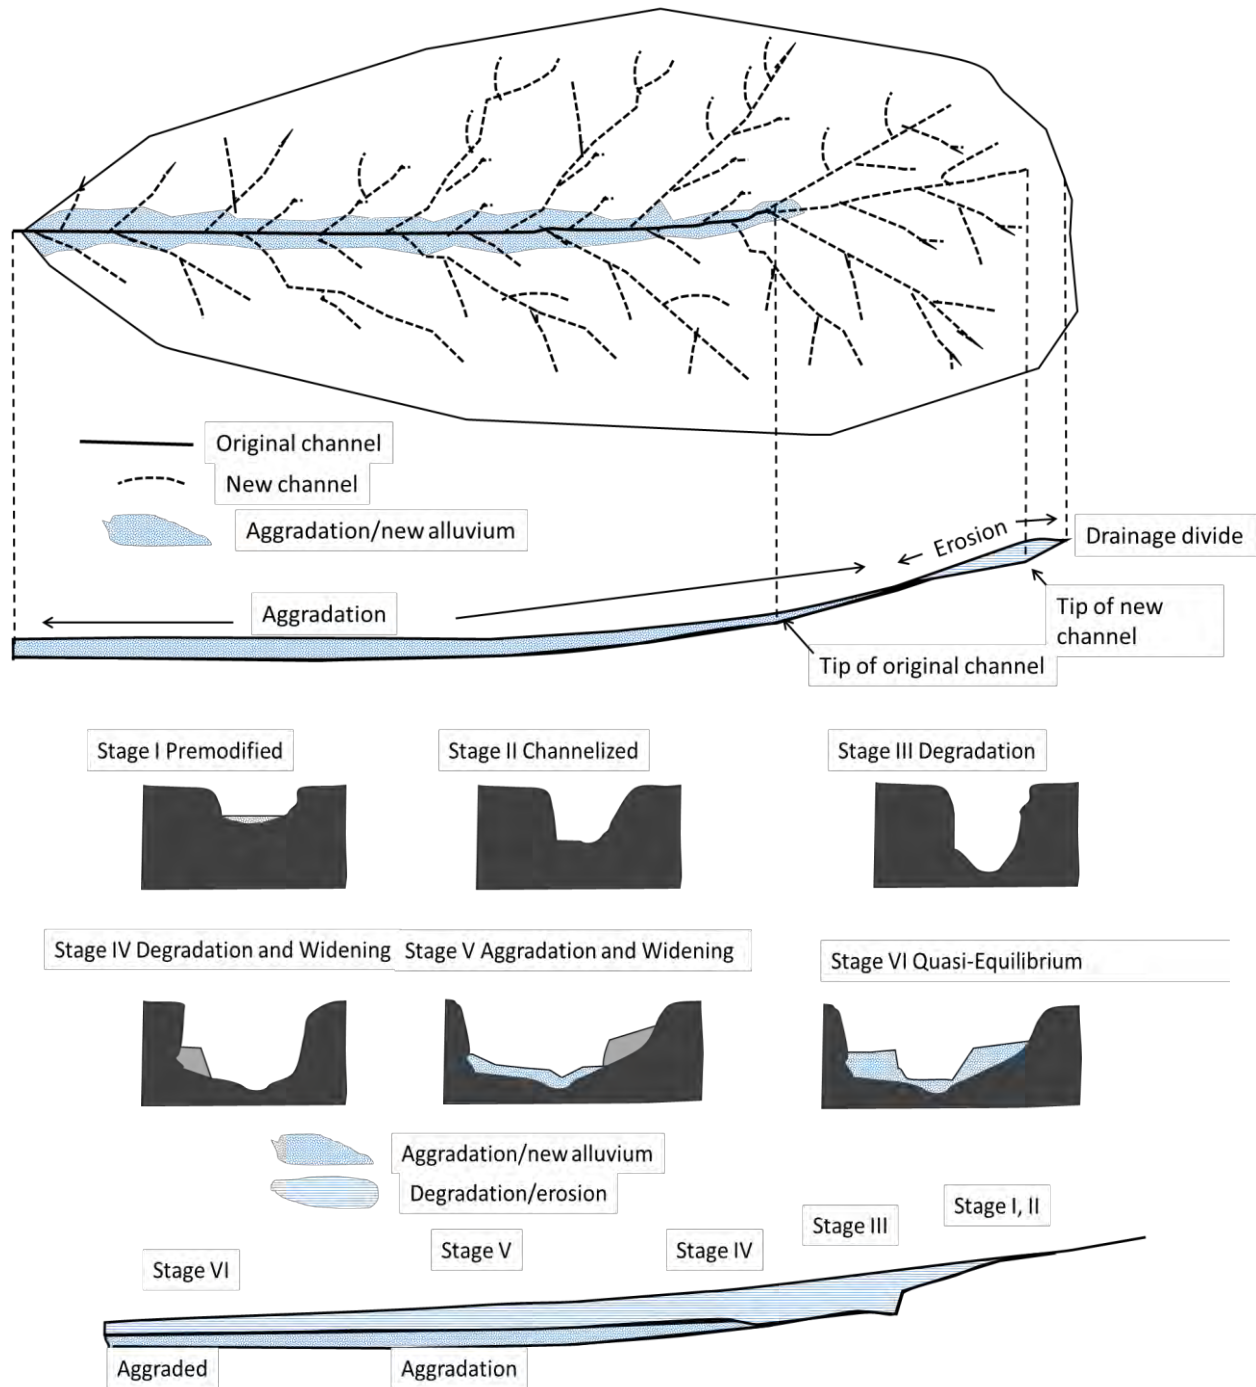 Original channel
New channel
Aggradation/new alluvium
Erosion
Drainage divide
Aggradation
Tip of new
channel
Tip of original channel
Stage I Premodified
Stage II Channelized
Stage III Degradation
Stage IV Degradation and Widening
Stage V Aggradation and Widening
Stage VI Quasi-Equilibrium
Aggradation/new alluvium
Degradation/erosion
Stage I, II
Stage III
Stage IV
Stage V
Stage VI
Aggraded
Aggradation